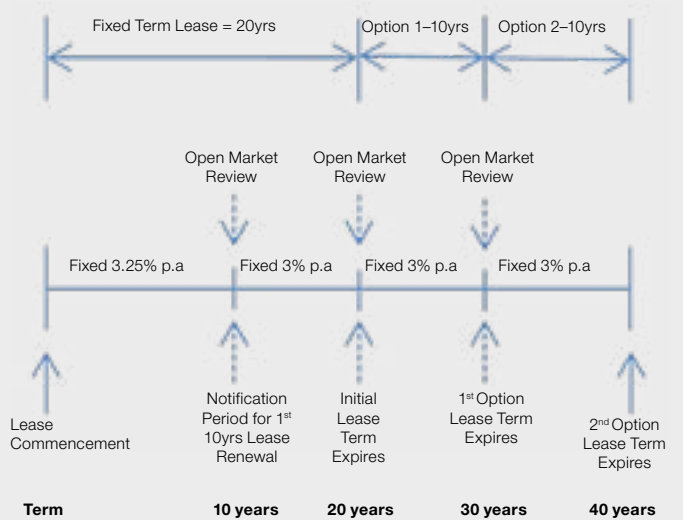 Fixed Term Lease = 20yrs
Option 1–10yrs
Option 2–10yrs
Open Market
Review
Open Market
Review
Open Market
Review
Fixed 3.25% p.a
Fixed 3% p.a
Fixed 3% p.a
Fixed 3% p.a
Lease
Commencement
Notification
Period for 1st
10yrs Lease
Renewal
Initial
Lease
Term
Expires
1st Option
Lease Term
Expires
2nd Option
Lease Term
Expires
Term
10 years
20 years
30 years
40 years